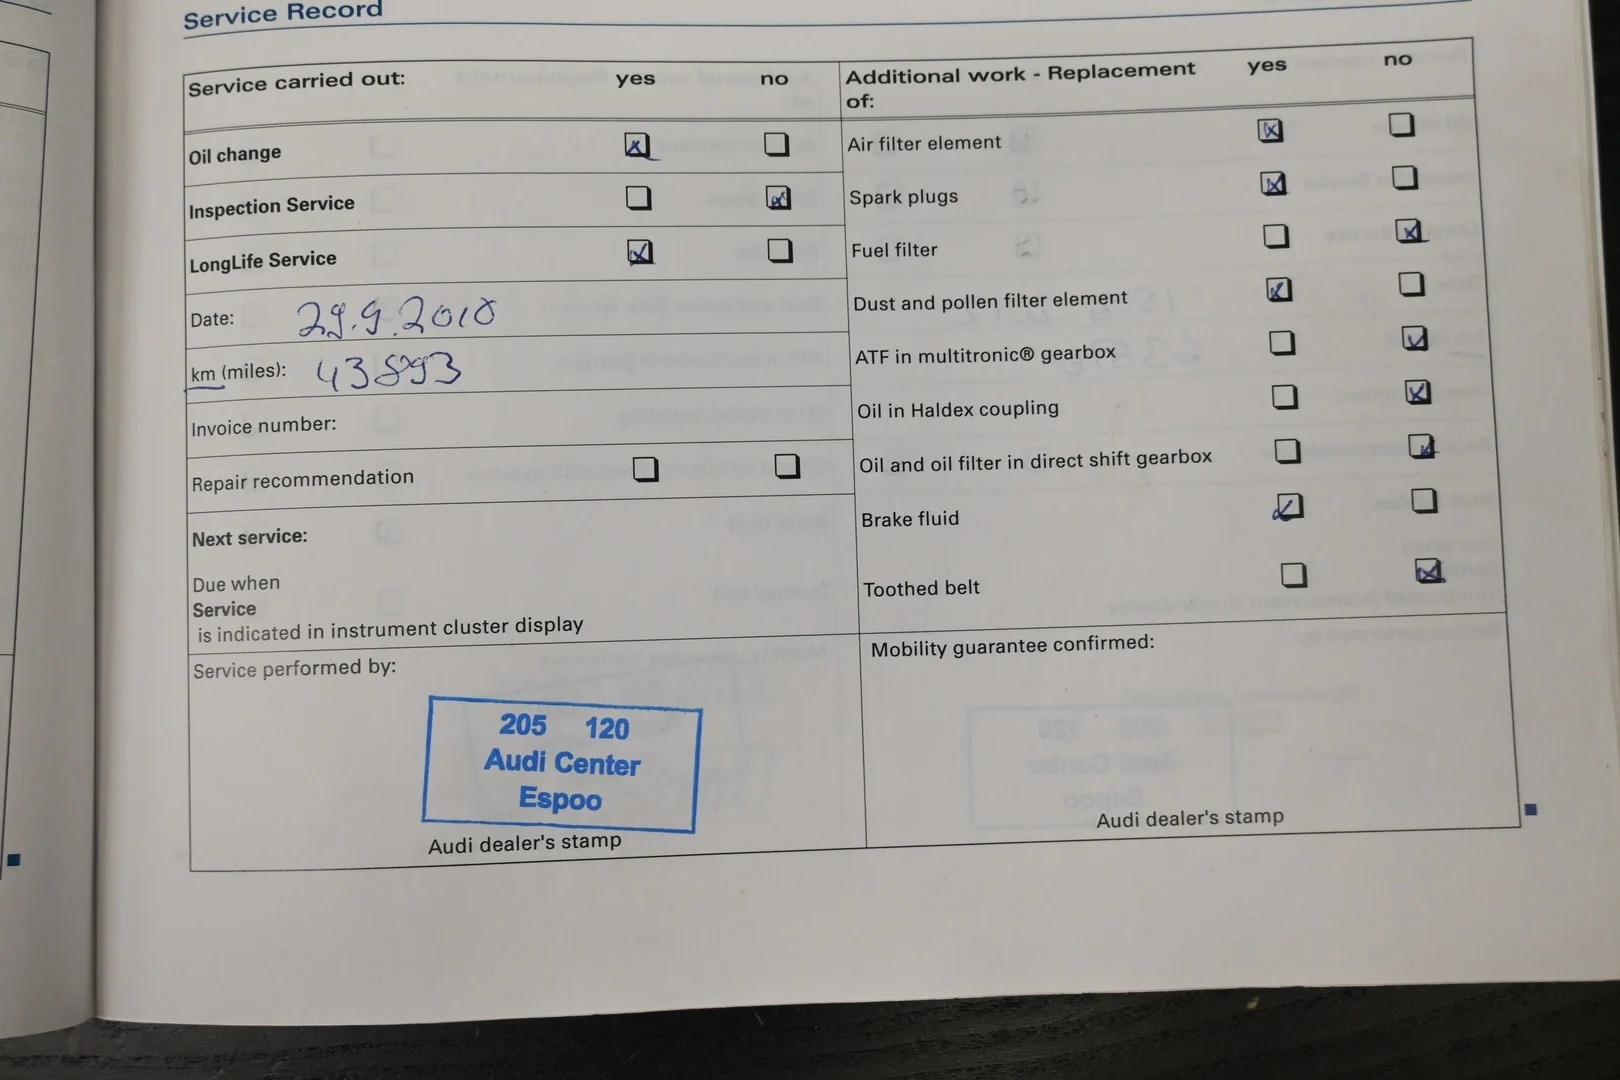 Service Record
Service carried out: yes no
Oil change
Inspection Service
LongLife Service
Date: 29.9.2010
km (miles): 43893
Invoice number:
Repair recommendation
Next service:
Due when
Service
is indicated in instrument cluster display
Service performed by:
205 120
Audi Center
Espoo
Audi dealer's stamp
Additional work - Replacement yes no
of:
Air filter element
Spark plugs
Fuel filter
Dust and pollen filter element
ATF in multitronic® gearbox
Oil in Haldex coupling
Oil and oil filter in direct shift gearbox
Brake fluid
Toothed belt
Mobility guarantee confirmed:
Audi dealer's stamp